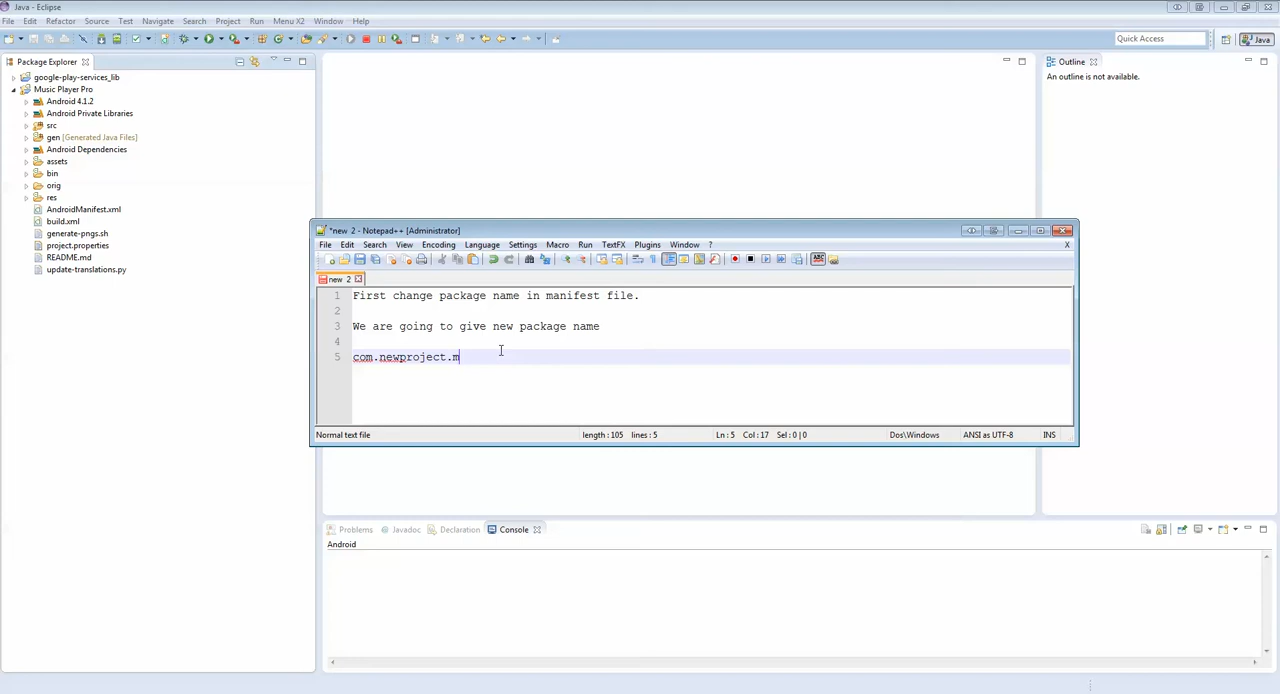 Java - Eclipse
File Edit Refactor Source Test Navigate Search Project Run Menu X2 Window Help
Quick Access
Java
Package Explorer
Outline
google-play-services_lib
An outline is not available.
Music Player Pro
Android 4.1.2
Android Private Libraries
src
gen [Generated Java Files]
Android Dependencies
assets
bin
orig
res
AndroidManifest.xml
build.xml
generate-pngs.sh
project.properties
README.md
update-translations.py
*new 2 - Notepad++ [Administrator]
File Edit Search View Encoding Language Settings Macro Run TextFX Plugins Window ? X
ABC
new 2
1 First change package name in manifest file.
2
3 We are going to give new package name
4
5 com.newproject.m
Normal text file length : 105 lines : 5 Ln : 5 Col : 17 Sel : 0 | 0 Dos\Windows ANSI as UTF-8 INS
Problems Javadoc Declaration Console
Android